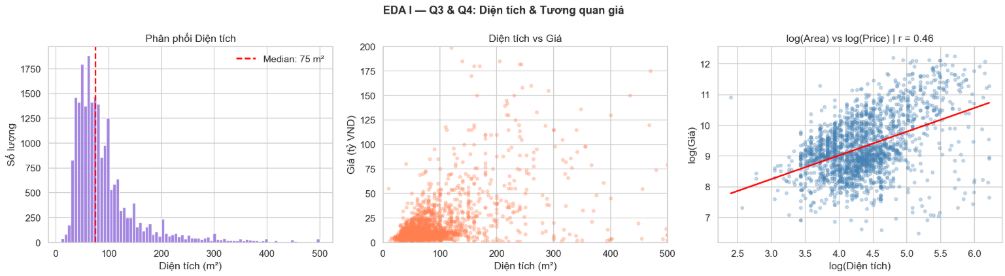 EDA I — Q3 & Q4: Diện tích & Tương quan giá
Phân phối Diện tích
Median: 75 m²
Số lượng
1750
1500
1250
1000
750
500
250
0
0 100 200 300 400 500
Diện tích (m²)
Diện tích vs Giá
Giá (tỷ VND)
200
175
150
125
100
75
50
25
0
0 100 200 300 400 500
Diện tích (m²)
log(Area) vs log(Price) | r = 0.46
log(Giá)
12
11
10
9
8
7
2.5 3.0 3.5 4.0 4.5 5.0 5.5 6.0
log(Diện tích)